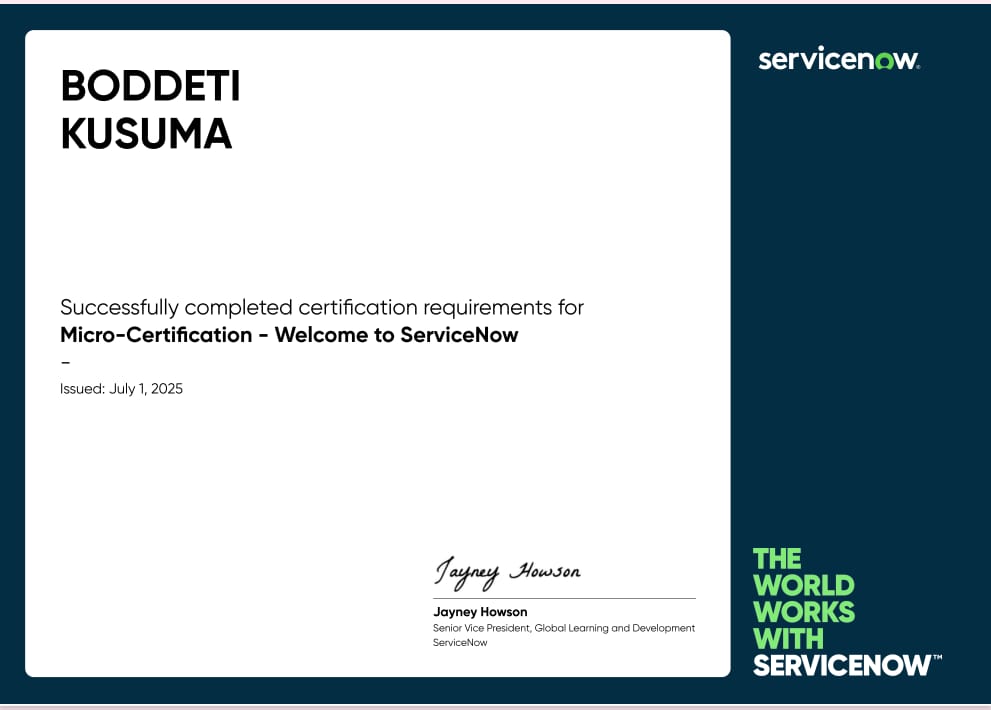 BODDETI
KUSUMA
Successfully completed certification requirements for
Micro-Certification - Welcome to ServiceNow
–
Issued: July 1, 2025
Jayney Howson
Jayney Howson
Senior Vice President, Global Learning and Development
ServiceNow
servicenow®
THE
WORLD
WORKS
WITH
SERVICENOW™